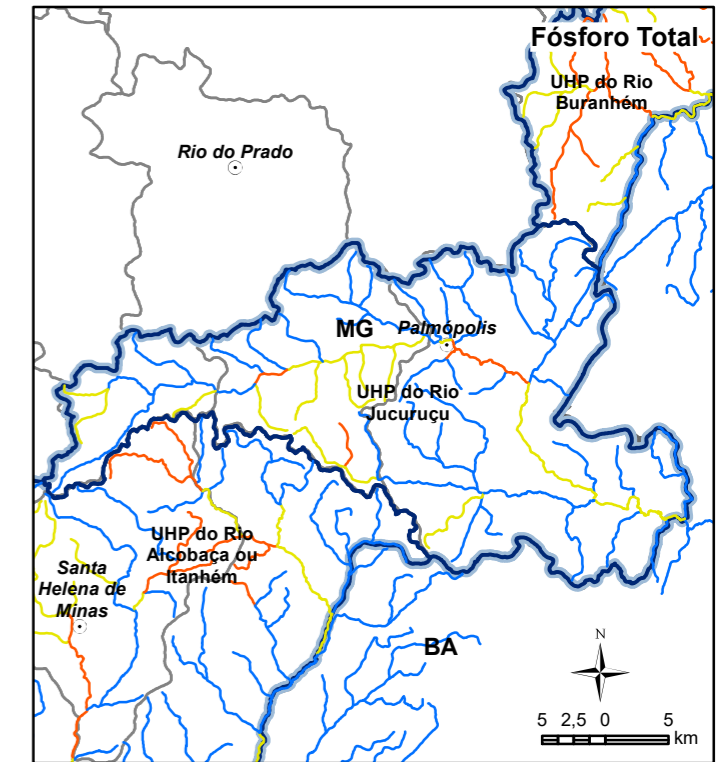 Fósforo Total
UHP do Rio
Buranhém
Rio do Prado
MG
Palmópolis
UHP do Rio
Jucuruçu
UHP do Rio
Alcobaça ou
Itanhém
Santa
Helena de
Minas
BA
N
5 2,5 0 5
km